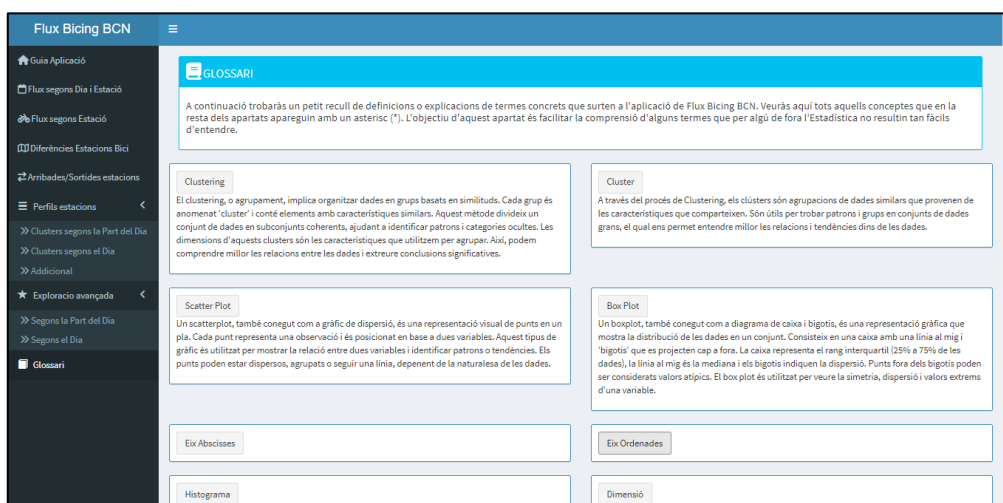 Flux Bicing BCN
Guia Aplicació
Flux segons Dia i Estació
Flux segons Estació
Diferències Estacions Bici
Arribades/Sortides estacions
Perfils estacions
Clusters segons la Part del Dia
Clusters segons el Dia
Addicional
Exploracio avançada
Segons la Part del Dia
Segons el Dia
Glossari
GLOSSARI
A continuació trobaràs un petit recull de definicions o explicacions de termes concrets que surten a l'aplicació de Flux Bicing BCN. Veuràs aquí tots aquells conceptes que en la
resta dels apartats apareguin amb un asterisc (*). L'objectiu d'aquest apartat és facilitar la comprensió d'alguns termes que per algú de fora l'Estadística no resultin tan fàcils
d'entendre.
Clustering
El clustering, o agrupament, implica organitzar dades en grups basats en similituds. Cada grup és
anomenat 'cluster' i conté elements amb característiques similars. Aquest mètode divideix un
conjunt de dades en subconjunts coherents, ajudant a identificar patrons i categories ocultes. Les
dimensions d'aquests clusters són les característiques que utilitzem per agrupar. Així, podem
comprendre millor les relacions entre les dades i extreure conclusions significatives.
Cluster
A través del procés de Clustering, els clústers són agrupacions de dades similars que provenen de
les característiques que comparteixen. Són útils per trobar patrons i grups en conjunts de dades
grans, el qual ens permet entendre millor les relacions i tendències dins de les dades.
Scatter Plot
Un scatterplot, també conegut com a gràfic de dispersió, és una representació visual de punts en un
pla. Cada punt representa una observació i és posicionat en base a dues variables. Aquest tipus de
gràfic és utilitzat per mostrar la relació entre dues variables i identificar patrons o tendències. Els
punts poden estar dispersos, agrupats o seguir una línia, depenent de la naturalesa de les dades.
Box Plot
Un boxplot, també conegut com a diagrama de caixa i bigotis, és una representació gràfica que
mostra la distribució de les dades en un conjunt. Consisteix en una caixa amb una línia al mig i
'bigotis' que es projecten cap a fora. La caixa representa el rang interquartil (25% a 75% de les
dades), la línia al mig és la mediana i els bigotis indiquen la dispersió. Punts fora dels bigotis poden
ser considerats valors atípics. El box plot és utilitzat per veure la simetria, dispersió i valors extrems
d'una variable.
Eix Abscisses
Eix Ordenades
Histograma
Dimensió